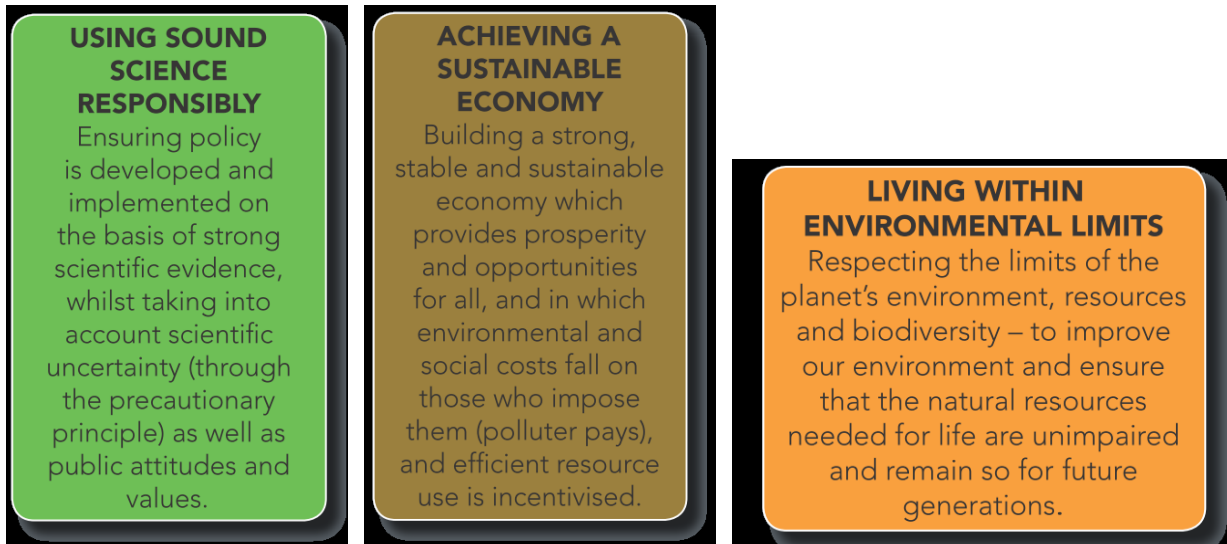 USING SOUND
SCIENCE
RESPONSIBLY
Ensuring policy
is developed and
implemented on
the basis of strong
scientific evidence,
whilst taking into
account scientific
uncertainty (through
the precautionary
principle) as well as
public attitudes and
values.
ACHIEVING A
SUSTAINABLE
ECONOMY
Building a strong,
stable and sustainable
economy which
provides prosperity
and opportunities
for all, and in which
environmental and
social costs fall on
those who impose
them (polluter pays),
and efficient resource
use is incentivised.
LIVING WITHIN
ENVIRONMENTAL LIMITS
Respecting the limits of the
planet’s environment, resources
and biodiversity – to improve
our environment and ensure
that the natural resources
needed for life are unimpaired
and remain so for future
generations.